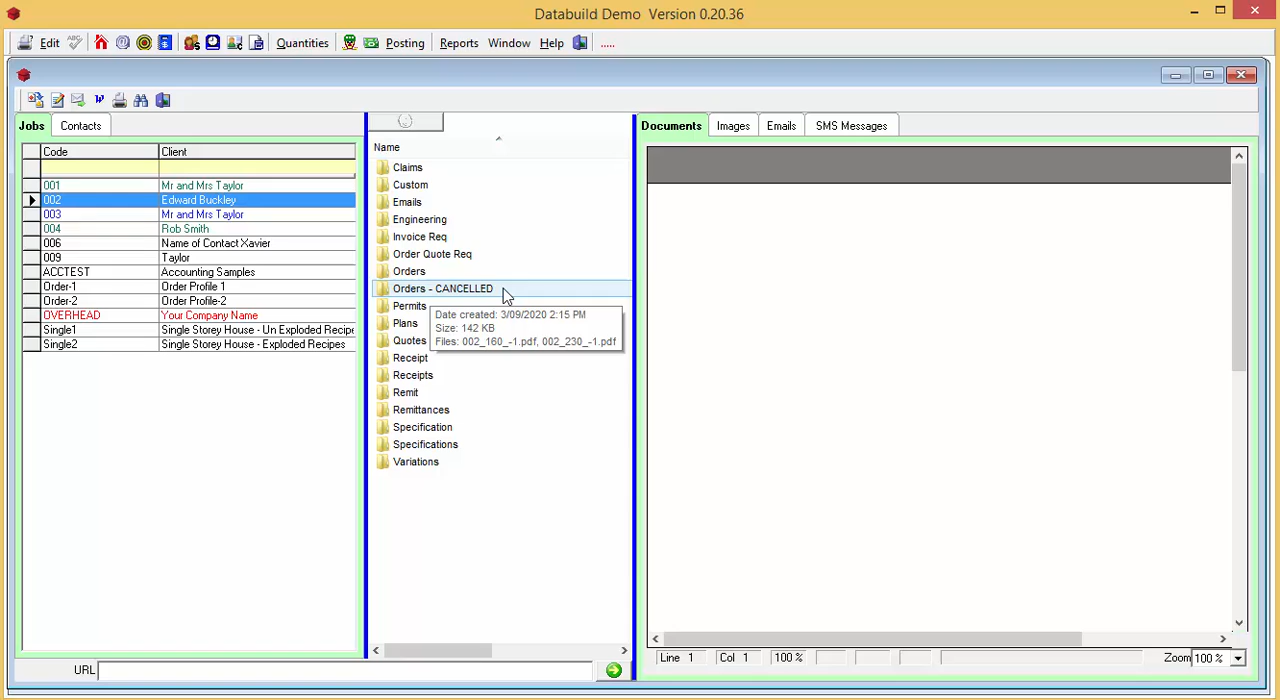 Databuild Demo Version 0.20.36
Edit Quantities Posting Reports Window Help .....
Jobs Contacts
Code Client
001 Mr and Mrs Taylor
002 Edward Buckley
003 Mr and Mrs Taylor
004 Rob Smith
006 Name of Contact Xavier
009 Taylor
ACCTEST Accounting Samples
Order-1 Order Profile 1
Order-2 Order Profile-2
OVERHEAD Your Company Name
Single1 Single Storey House - Un Exploded Recipe
Single2 Single Storey House - Exploded Recipes
Name
Claims
Custom
Emails
Engineering
Invoice Req
Order Quote Req
Orders
Orders - CANCELLED
Permits
Plans
Quotes
Receipt
Receipts
Remit
Remittances
Specification
Specifications
Variations
Date created: 3/09/2020 2:15 PM
Size: 142 KB
Files: 002_160_-1.pdf, 002_230_-1.pdf
Documents Images Emails SMS Messages
Line 1 Col 1 100 % Zoom 100 %
URL